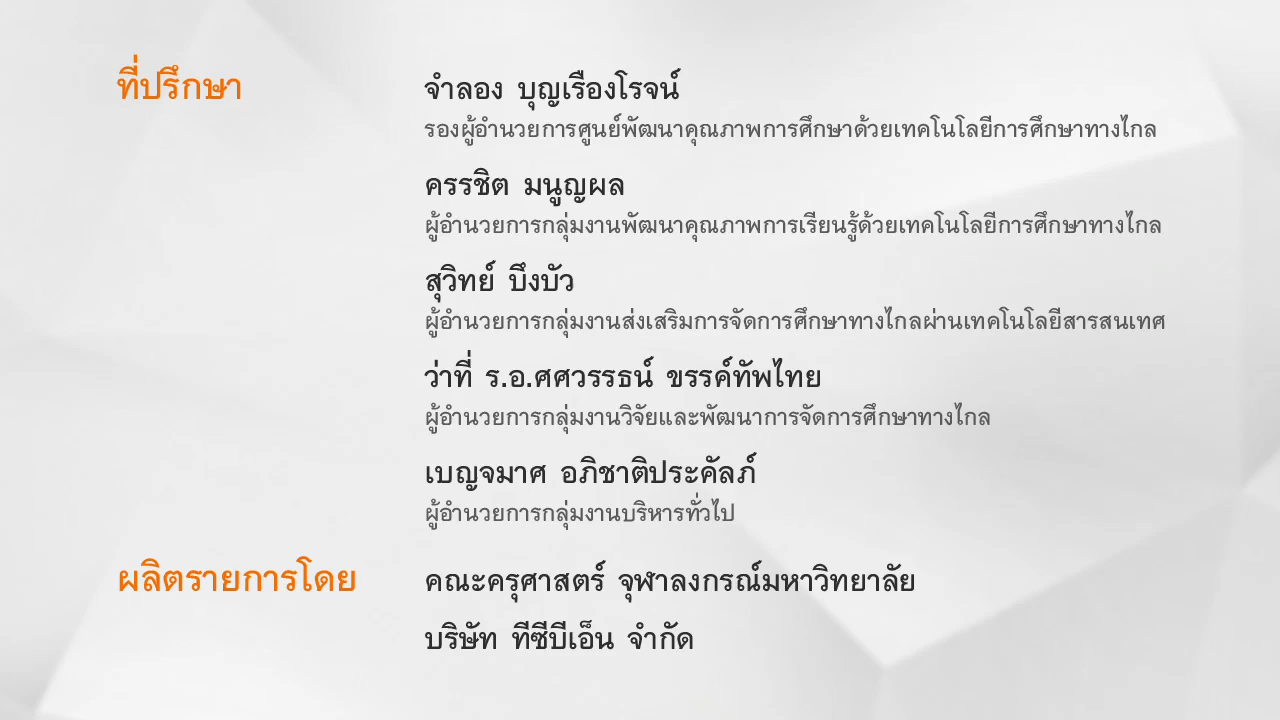 ที่ปรึกษา
จำลอง บุญเรืองโรจน์
รองผู้อำนวยการศูนย์พัฒนาคุณภาพการศึกษาด้วยเทคโนโลยีการศึกษาทางไกล
ครรชิต มนูญผล
ผู้อำนวยการกลุ่มงานพัฒนาคุณภาพการเรียนรู้ด้วยเทคโนโลยีการศึกษาทางไกล
สุวิทย์ บึงบัว
ผู้อำนวยการกลุ่มงานส่งเสริมการจัดการศึกษาทางไกลผ่านเทคโนโลยีสารสนเทศ
ว่าที่ ร.อ.ศศวรรธน์ ขรรค์ทัพไทย
ผู้อำนวยการกลุ่มงานวิจัยและพัฒนาการจัดการศึกษาทางไกล
เบญจมาศ อภิชาติประคัลภ์
ผู้อำนวยการกลุ่มงานบริหารทั่วไป
ผลิตรายการโดย
คณะครุศาสตร์ จุฬาลงกรณ์มหาวิทยาลัย
บริษัท ทีซีบีเอ็น จำกัด